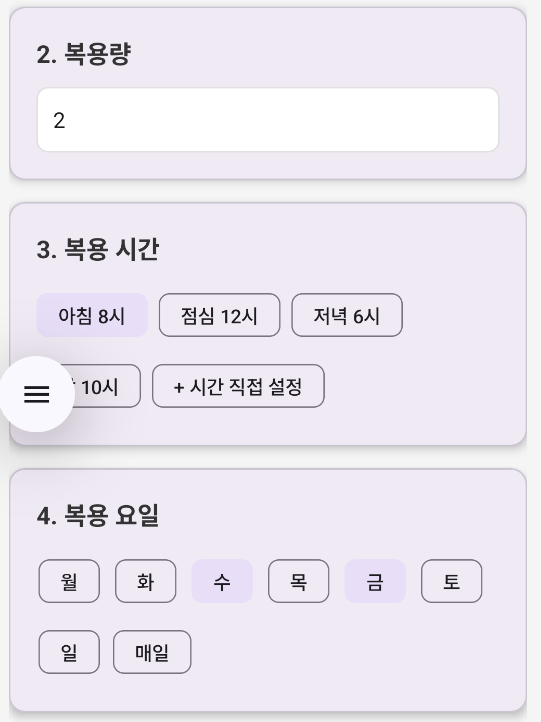 2. 복용량
2
3. 복용 시간
아침 8시 점심 12시 저녁 6시
10시 + 시간 직접 설정
4. 복용 요일
월 화 수 목 금 토
일 매일